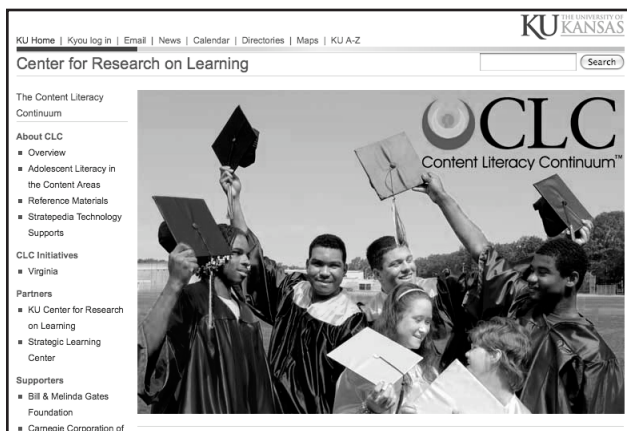 KU THE UNIVERSITY OF
KANSAS
KU Home | Kyou log in | Email | News | Calendar | Directories | Maps | KU A-Z
Center for Research on Learning
Search
The Content Literacy
Continuum
About CLC
■ Overview
■ Adolescent Literacy in
the Content Areas
■ Reference Materials
■ Stratepedia Technology
Supports
CLC Initiatives
■ Virginia
Partners
■ KU Center for Research
on Learning
■ Strategic Learning
Center
Supporters
■ Bill & Melinda Gates
Foundation
■ Carnegie Corporation of
CLC
Content Literacy Continuum™